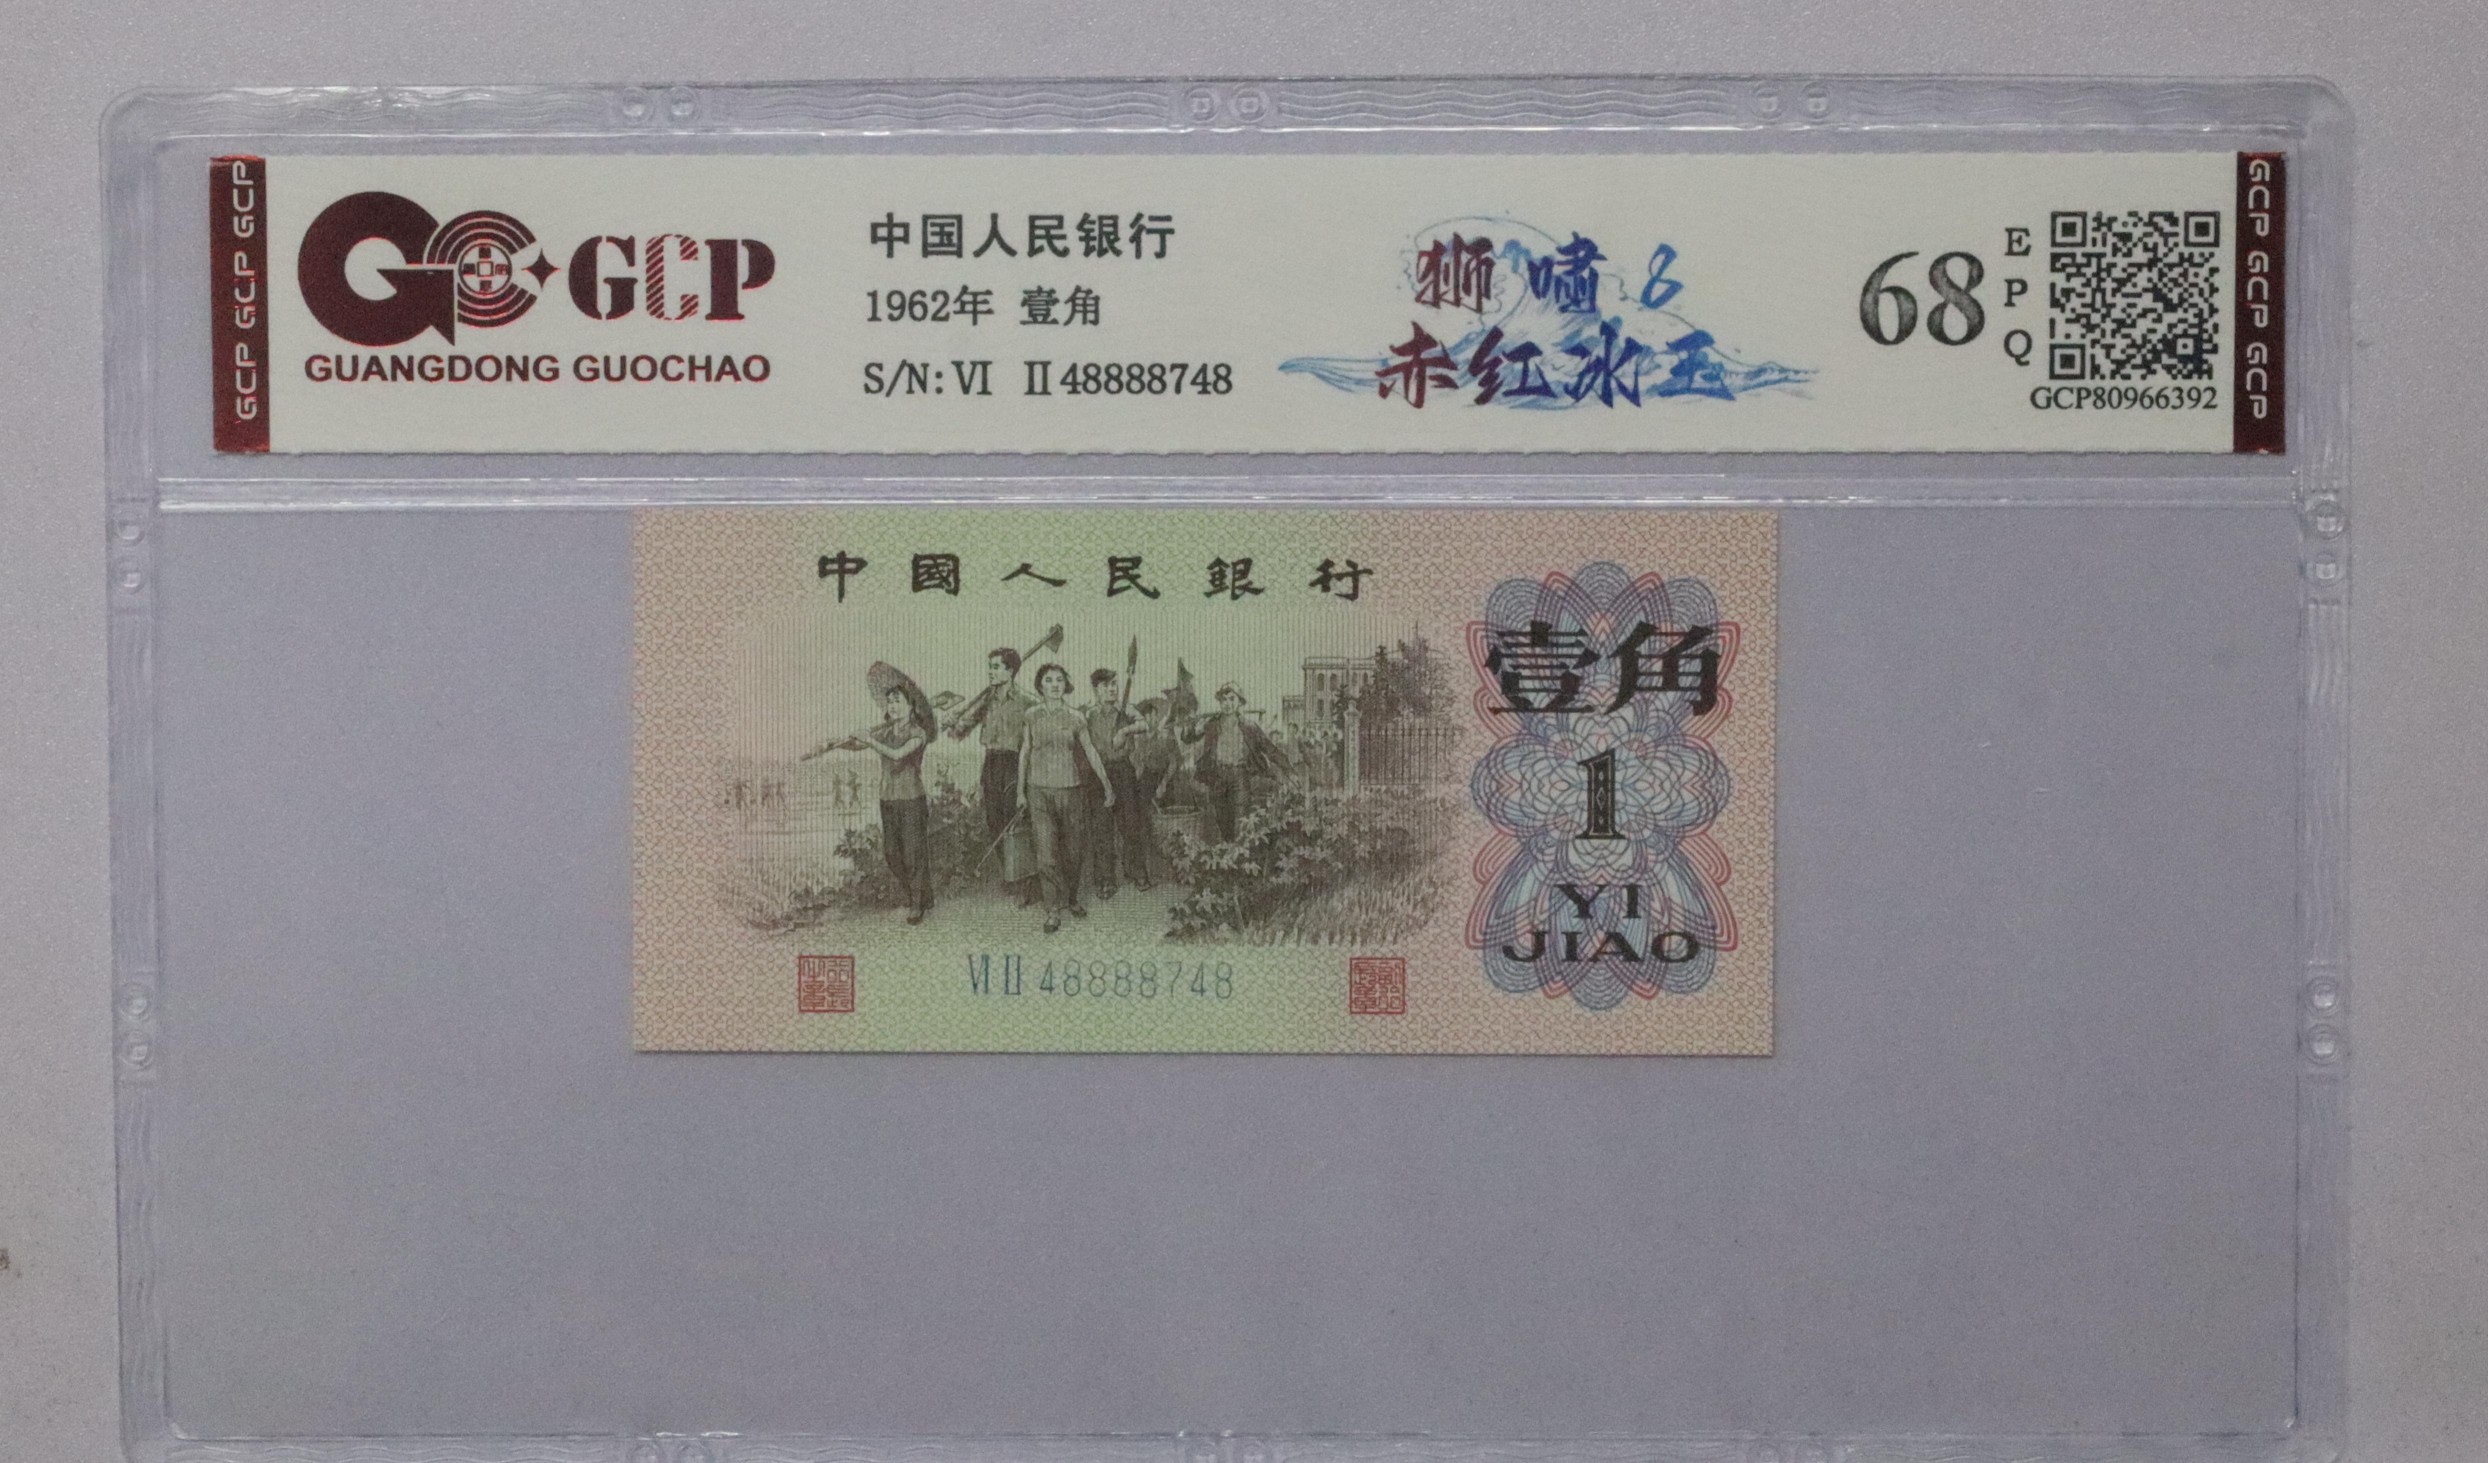 GCP GCP GCP
GCP
GUANGDONG GUOCHAO
中国人民银行
1962年 壹角
S/N: VI II 48888748
狮啸8
赤红冰玉
68
EPQ
GCP80966392
GCP GCP GCP
中國人民銀行
壹角
1
YI
JIAO
VI II 48888748